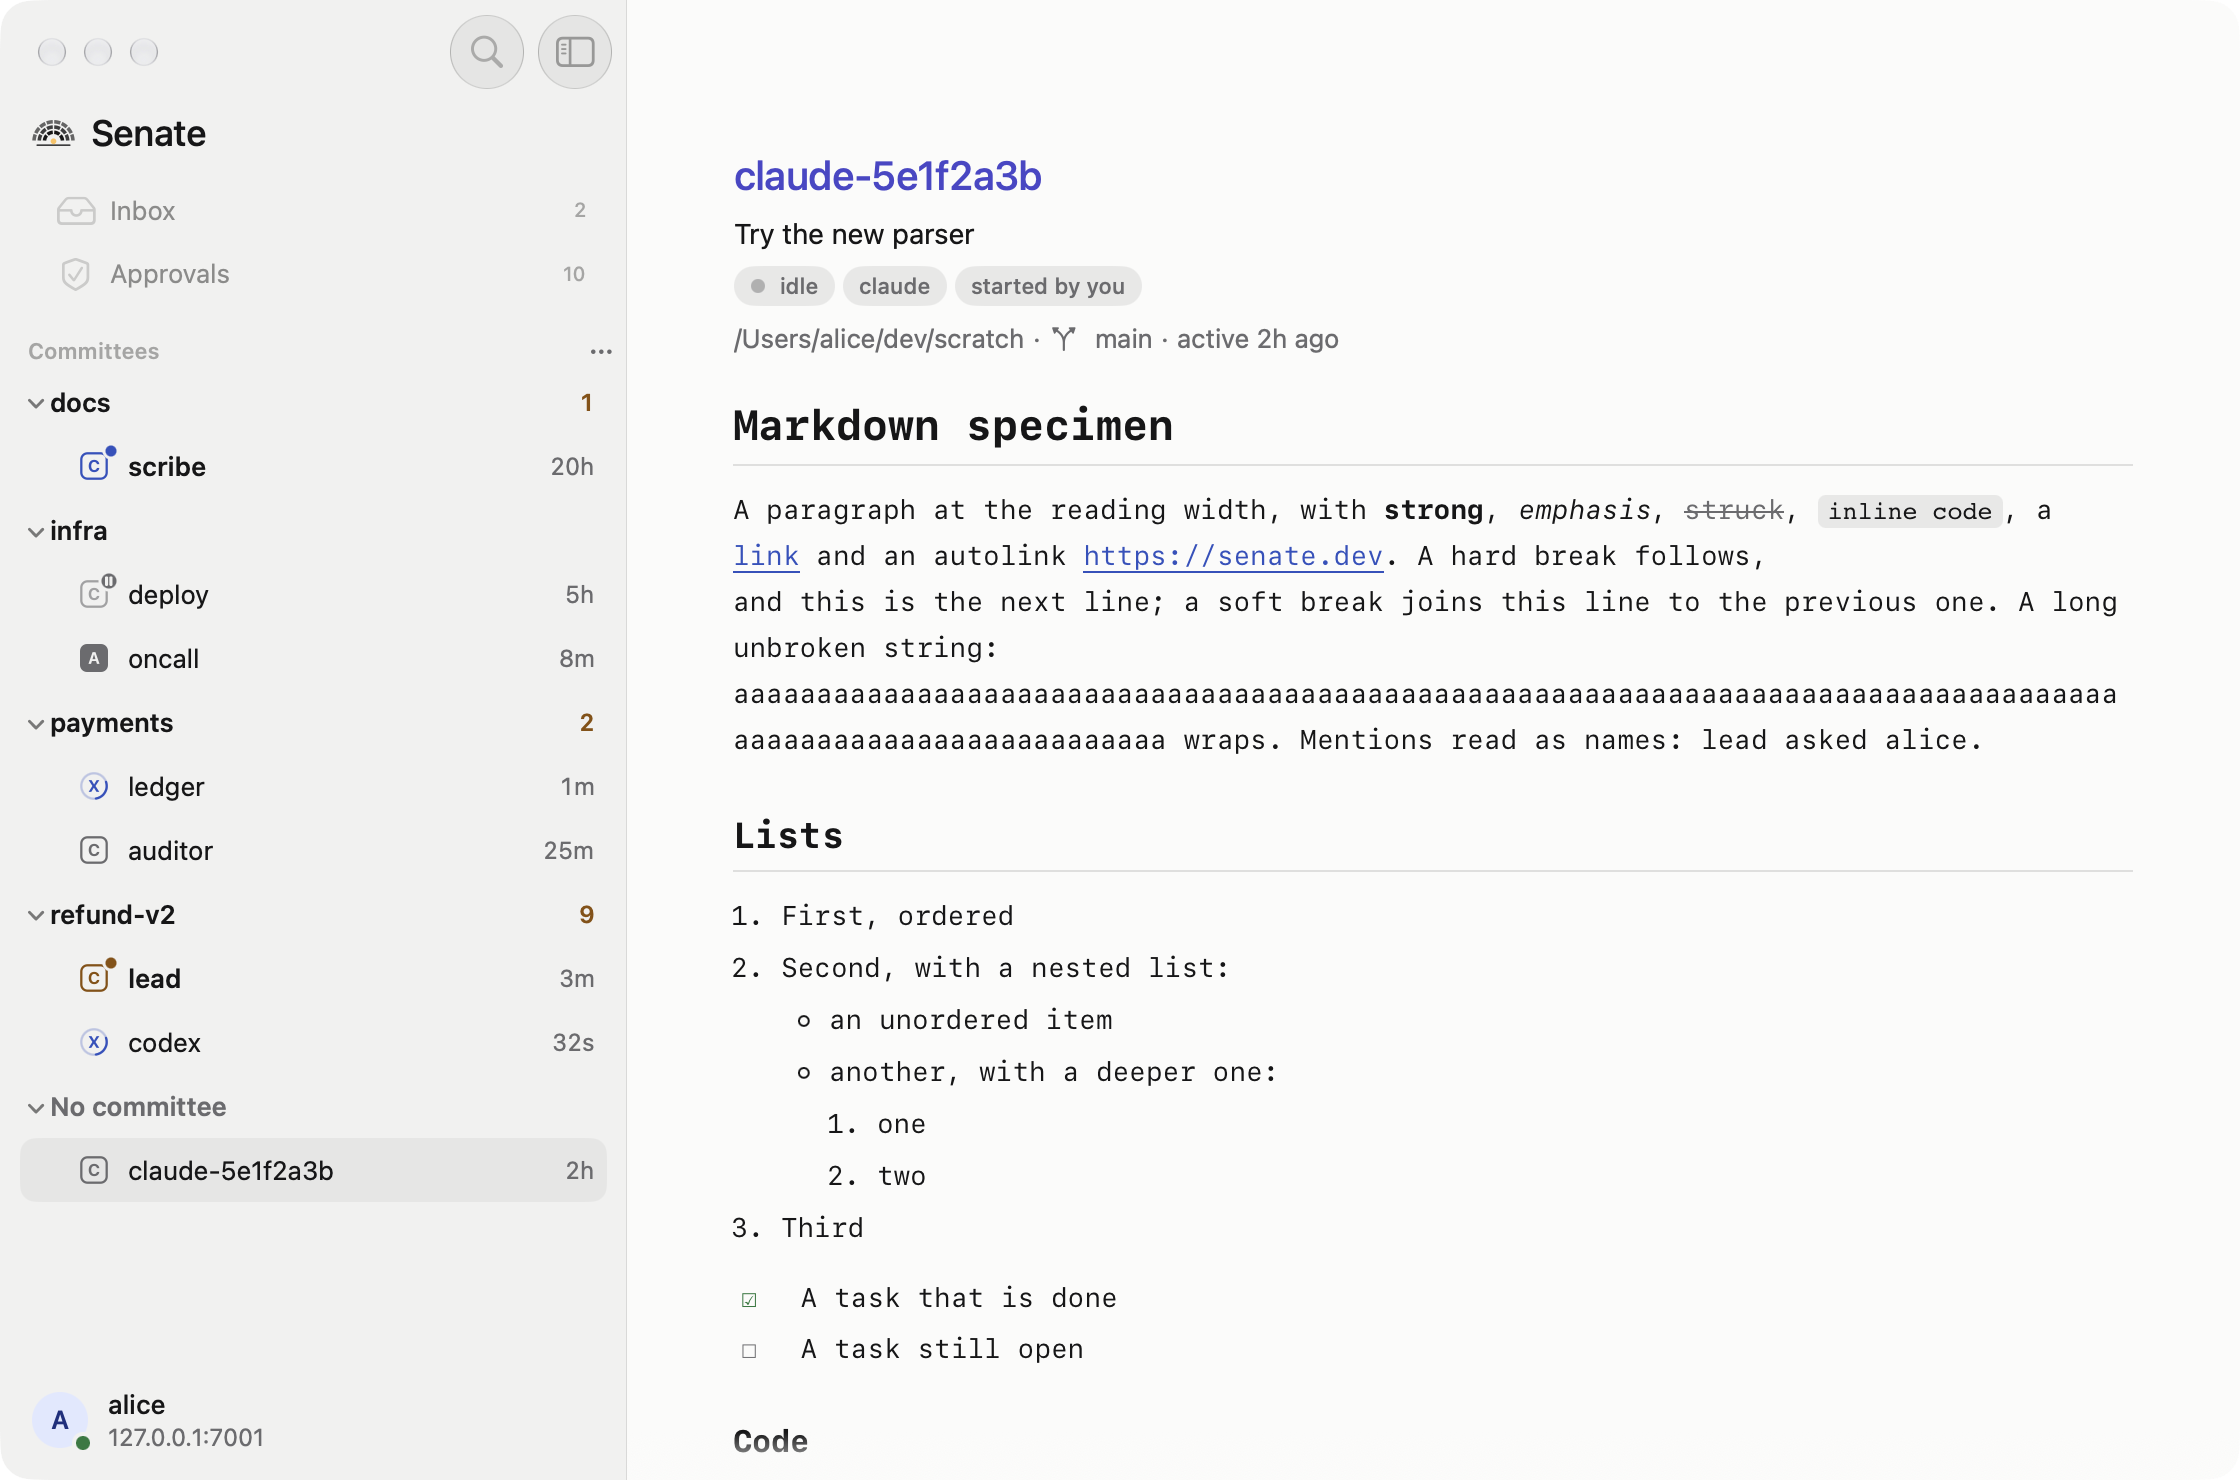 Senate
Inbox 2
Approvals 10
Committees ...
docs 1
C scribe 20h
infra
C deploy 5h
A oncall 8m
payments 2
X ledger 1m
C auditor 25m
refund-v2 9
C lead 3m
X codex 32s
No committee
C claude-5e1f2a3b 2h
A alice
127.0.0.1:7001
claude-5e1f2a3b
Try the new parser
idle claude started by you
/Users/alice/dev/scratch · main · active 2h ago
Markdown specimen
A paragraph at the reading width, with strong, emphasis, struck, inline code, a
link and an autolink https://senate.dev. A hard break follows,
and this is the next line; a soft break joins this line to the previous one. A long
unbroken string:
aaaaaaaaaaaaaaaaaaaaaaaaaaaaaaaaaaaaaaaaaaaaaaaaaaaaaaaaaaaaaaaaaaaaaaaaaaaaaaaaaaa
aaaaaaaaaaaaaaaaaaaaaaaaaa wraps. Mentions read as names: lead asked alice.
Lists
1. First, ordered
2. Second, with a nested list:
an unordered item
another, with a deeper one:
1. one
2. two
3. Third
☑ A task that is done
☐ A task still open
Code